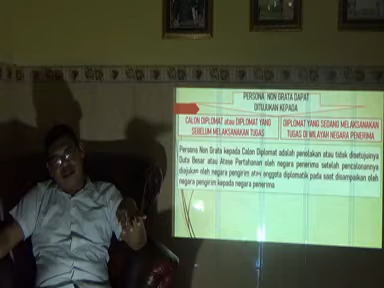 PERSONA NON GRATA DAPAT
DITUJUKAN KEPADA
CALON DIPLOMAT atau DIPLOMAT YANG
SEBELUM MELAKSANAKAN TUGAS
DIPLOMAT YANG SEDANG MELAKSANAKAN
TUGAS DI WILAYAH NEGARA PENERIMA
Persona Non Grata kepada Calon Diplomat adalah penolakan atau tidak disetujuinya
Duta Besar atau Atase Pertahanan oleh negara penerima setelah pencalonannya
diajukan oleh negara pengirim atau anggota diplomatik pada saat disampaikan oleh
negara pengirim kepada negara penerima